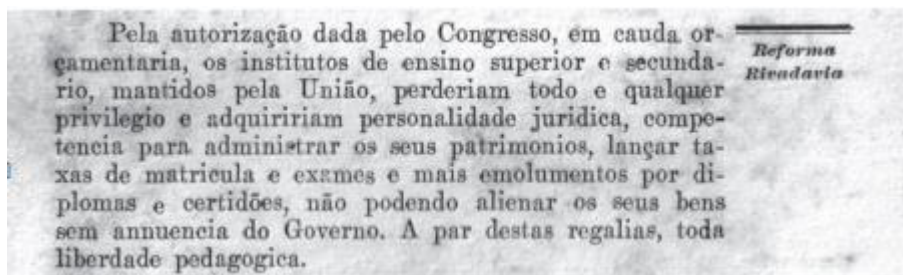 Pela autorização dada pelo Congresso, em cauda or-
çamentaria, os institutos de ensino superior e secunda-
rio, mantidos pela União, perderiam todo e qualquer
privilegio e adquiririam personalidade juridica, compe-
tencia para administrar os seus patrimonios, lançar ta-
xas de matricula e exames e mais emolumentos por di-
plomas e certidões, não podendo alienar os seus bens
sem annuencia do Governo. A par destas regalias, toda
liberdade pedagogica.
Reforma
Rivadavia